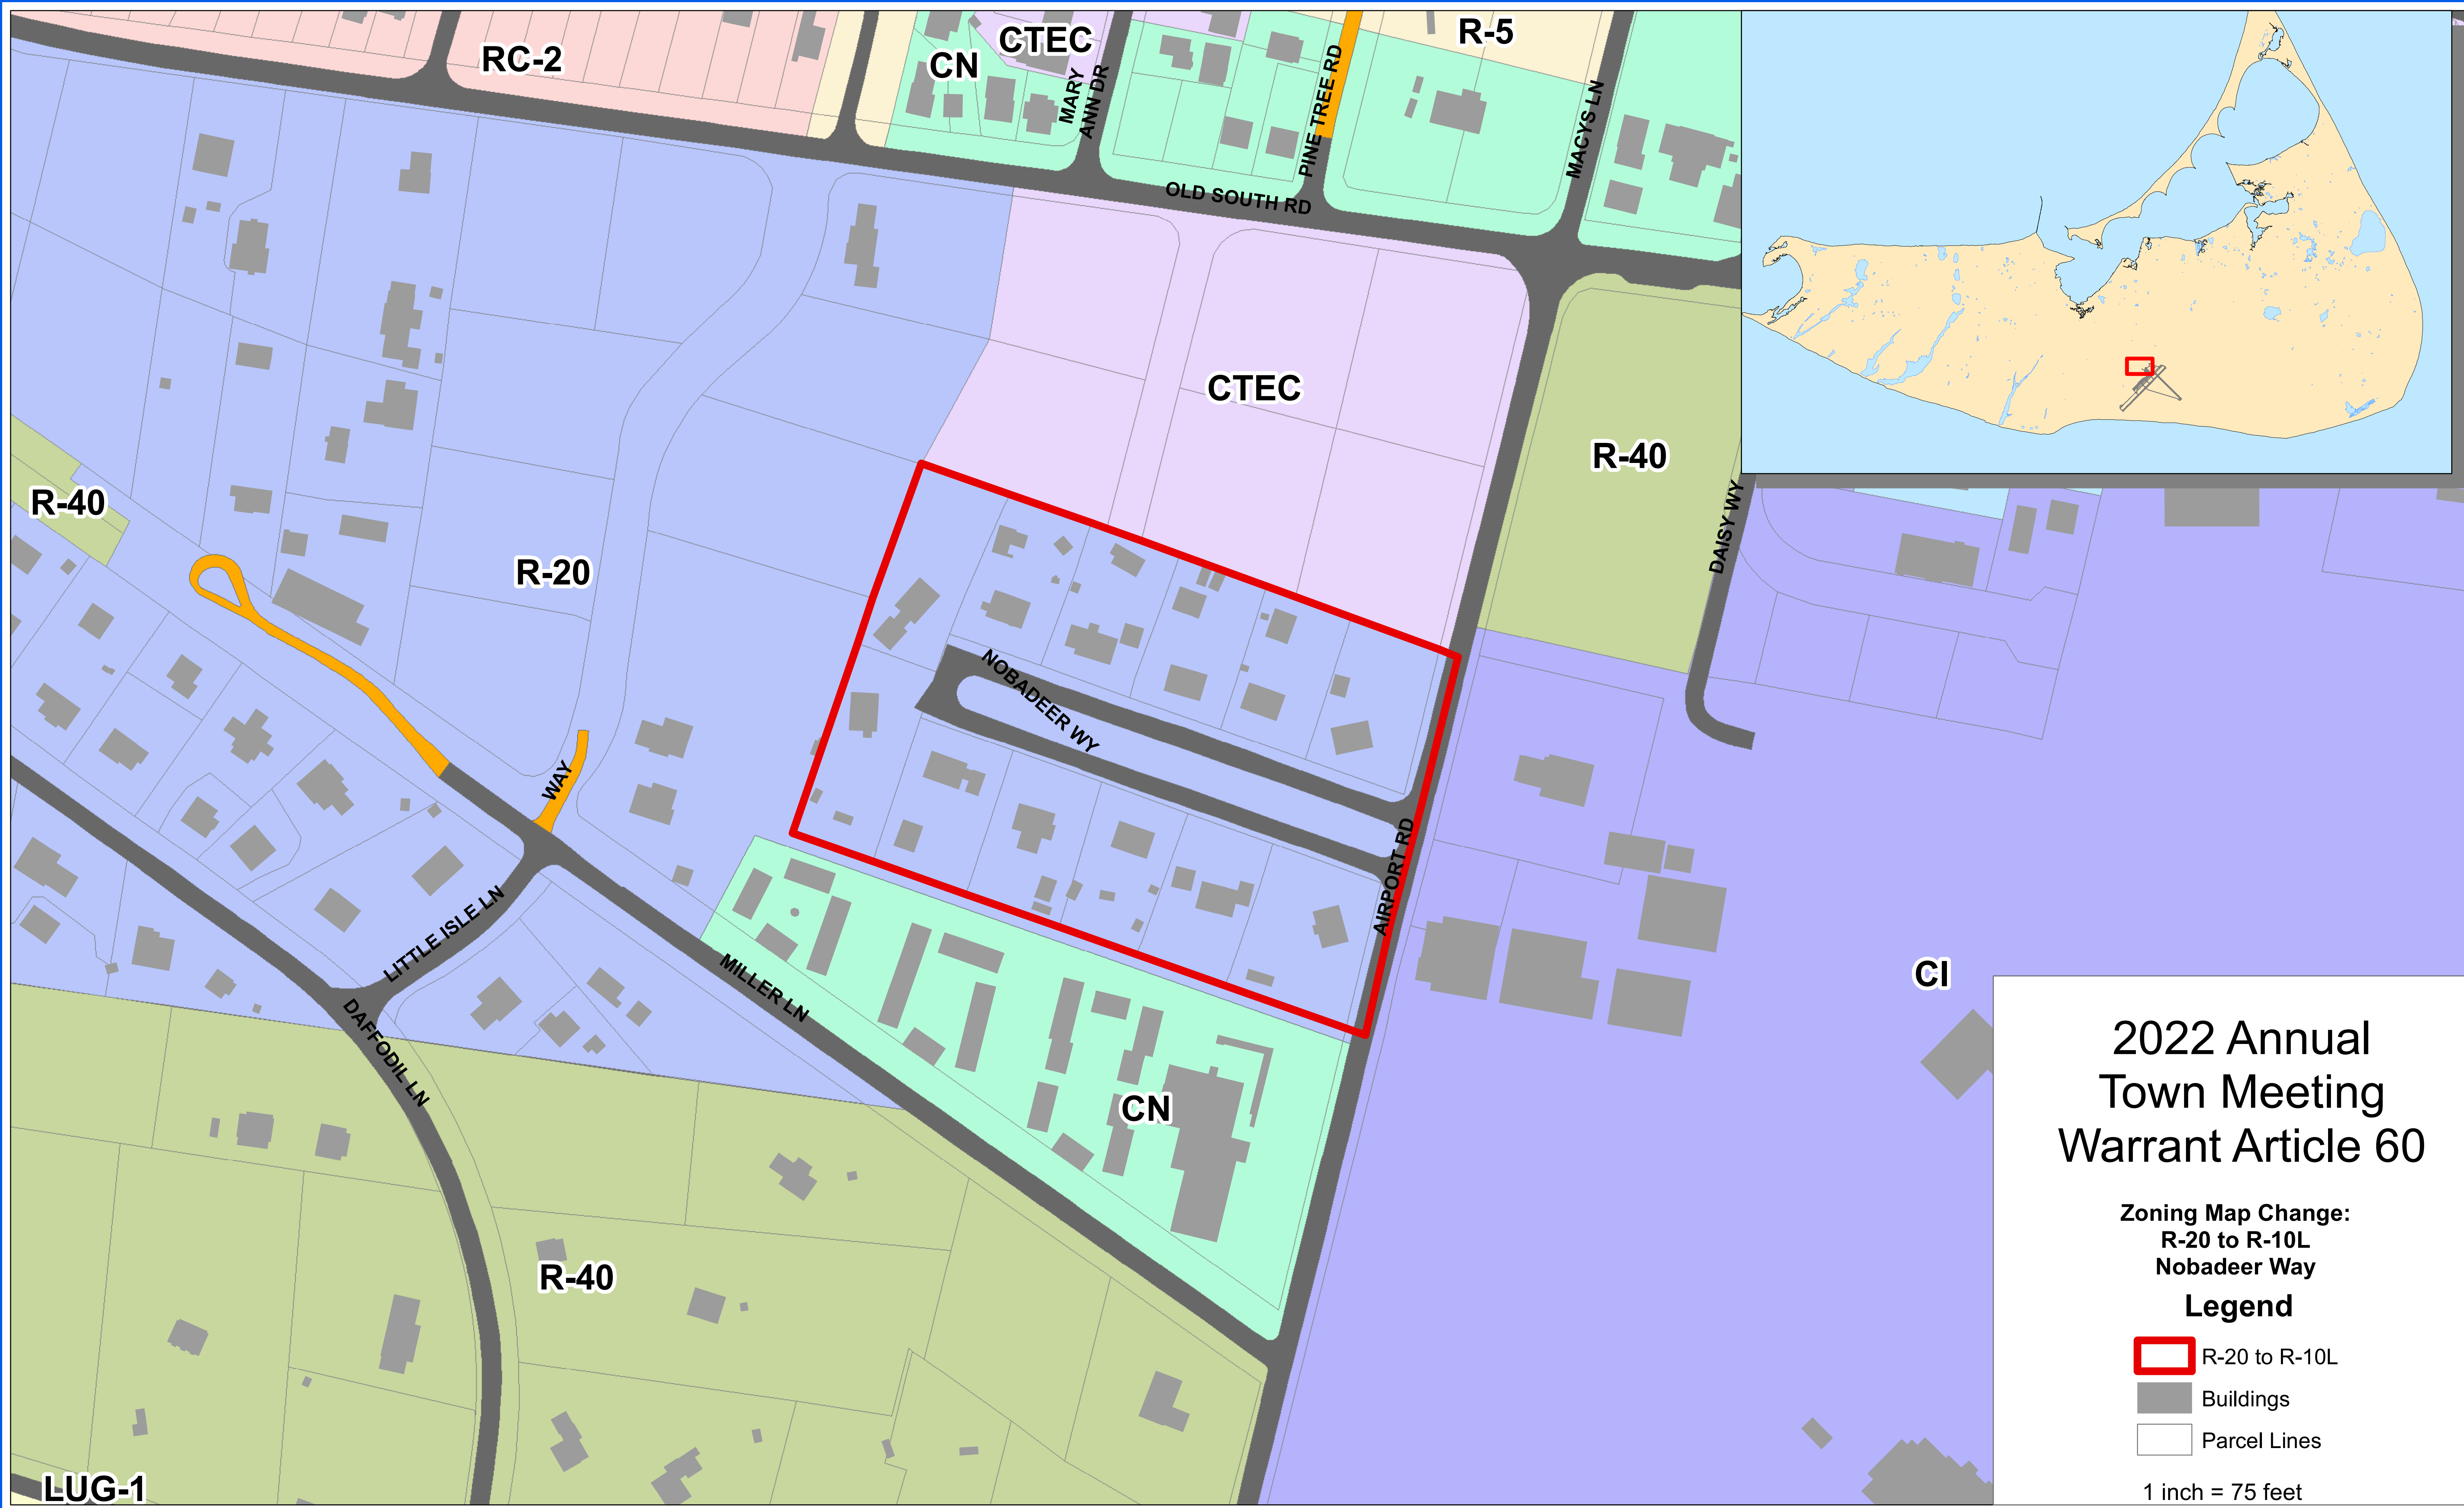 RC-2
CN
CTEC
MARY
ANN DR
PINE TREE RD
R-5
MACYS LN
OLD SOUTH RD
CTEC
R-40
DAISY WY
R-40
R-20
NOBADEER WY
WAY
AIRPORT RD
LITTLE ISLE LN
MILLER LN
DAFFODIL LN
CI
CN
R-40
LUG-1
2022 Annual
Town Meeting
Warrant Article 60
Zoning Map Change:
R-20 to R-10L
Nobadeer Way
Legend
R-20 to R-10L
Buildings
Parcel Lines
1 inch = 75 feet